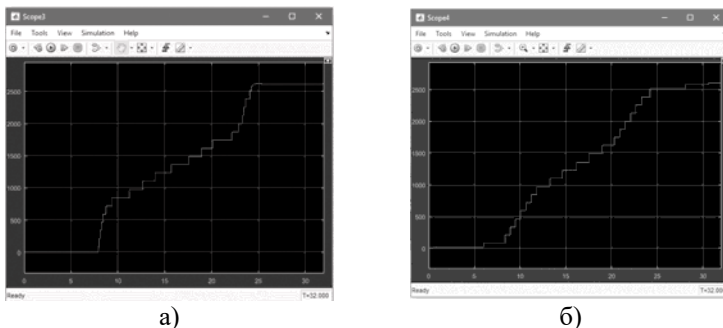 Scope3
File Tools View Simulation Help
2500
2000
1500
1000
500
0
0 5 10 15 20 25 30
Ready T=32.000
а)
Scope4
File Tools View Simulation Help
2500
2000
1500
1000
500
0
0 5 10 15 20 25 30
Ready T=32.000
б)